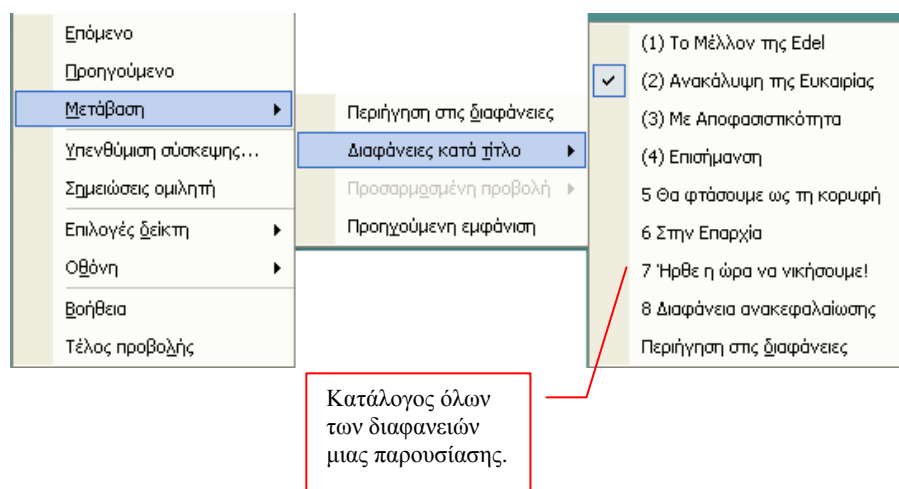 Επόμενο
Προηγούμενο
Μετάβαση
Υπενθύμιση σύσκεψης...
Σημειώσεις ομιλητή
Επιλογές δείκτη
Οθόνη
Βοήθεια
Τέλος προβολής
Περιήγηση στις διαφάνειες
Διαφάνειες κατά τίτλο
Προσαρμοσμένη προβολή
Προηγούμενη εμφάνιση
(1) Το Μέλλον της Edel
(2) Ανακάλυψη της Ευκαιρίας
(3) Με Αποφασιστικότητα
(4) Επισήμανση
5 Θα φτάσουμε ως τη κορυφή
6 Στην Επαρχία
7 Ήρθε η ώρα να νικήσουμε!
8 Διαφάνεια ανακεφαλαίωσης
Περιήγηση στις διαφάνειες
Κατάλογος όλων
των διαφανειών
μιας παρουσίασης.